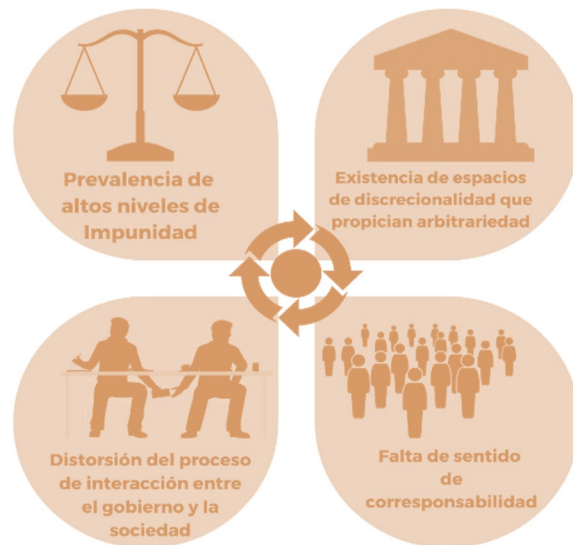 Prevalencia de
altos niveles de
Impunidad
Existencia de espacios
de discrecionalidad que
propician arbitrariedad
Distorsión del proceso
de interacción entre
el gobierno y la
sociedad
Falta de sentido
de
corresponsabilidad